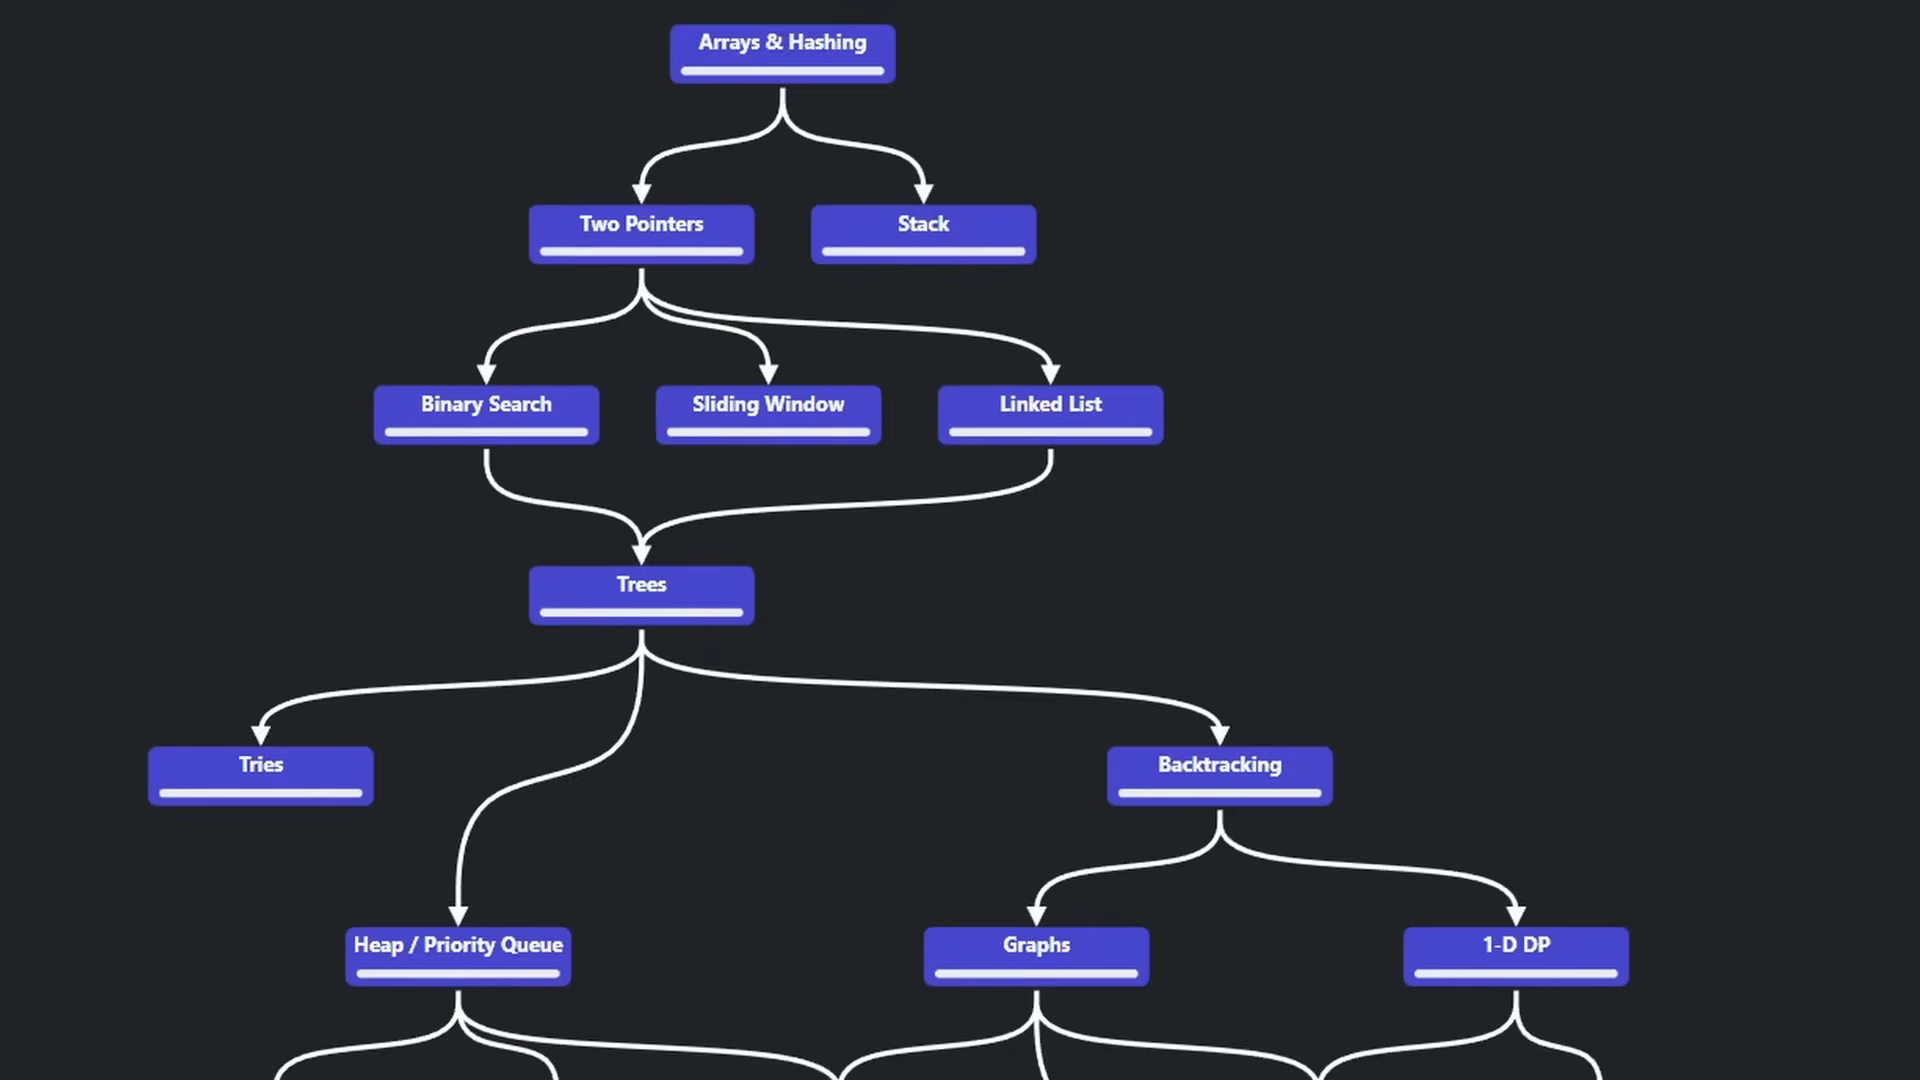 Arrays & Hashing
Two Pointers
Stack
Binary Search
Sliding Window
Linked List
Trees
Tries
Backtracking
Heap / Priority Queue
Graphs
1-D DP